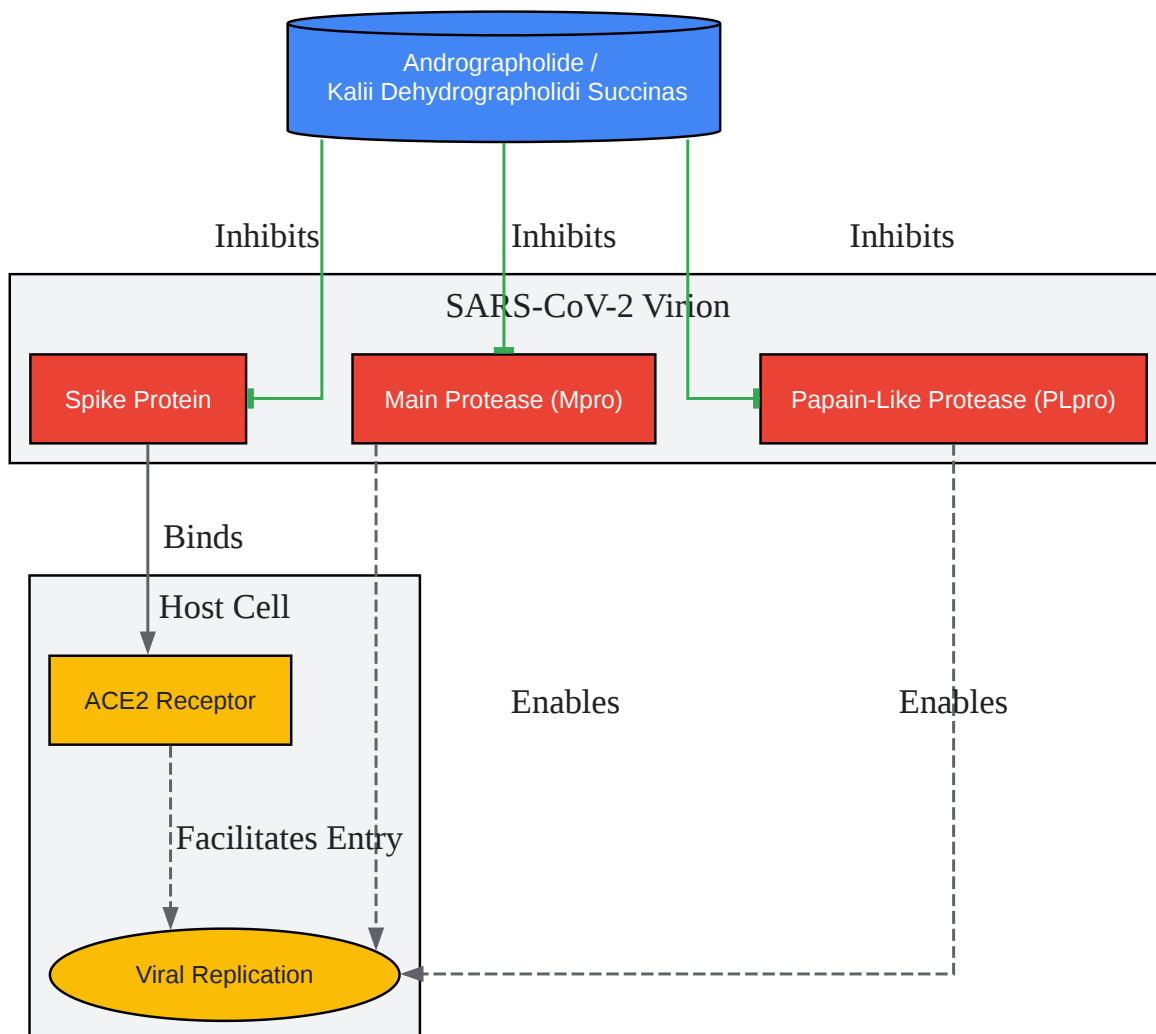 Andrographolide /
Kalii Dehydrographolidi Succinas
Inhibits
Inhibits
Inhibits
SARS-CoV-2 Virion
Spike Protein
Main Protease (Mpro)
Papain-Like Protease (PLpro)
Binds
Host Cell
ACE2 Receptor
Enables
Enables
Facilitates Entry
Viral Replication